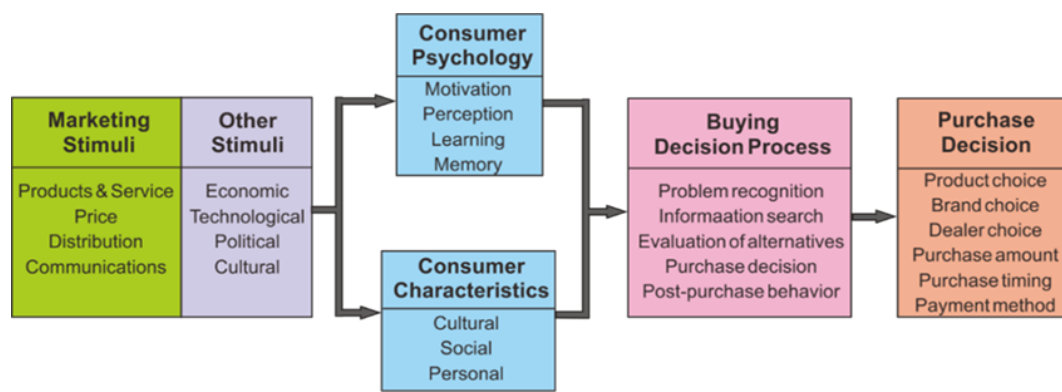 Marketing
Stimuli
Products & Service
Price
Distribution
Communications
Other
Stimuli
Economic
Technological
Political
Cultural
Consumer
Psychology
Motivation
Perception
Learning
Memory
Consumer
Characteristics
Cultural
Social
Personal
Buying
Decision Process
Problem recognition
Informaation search
Evaluation of alternatives
Purchase decision
Post-purchase behavior
Purchase
Decision
Product choice
Brand choice
Dealer choice
Purchase amount
Purchase timing
Payment method